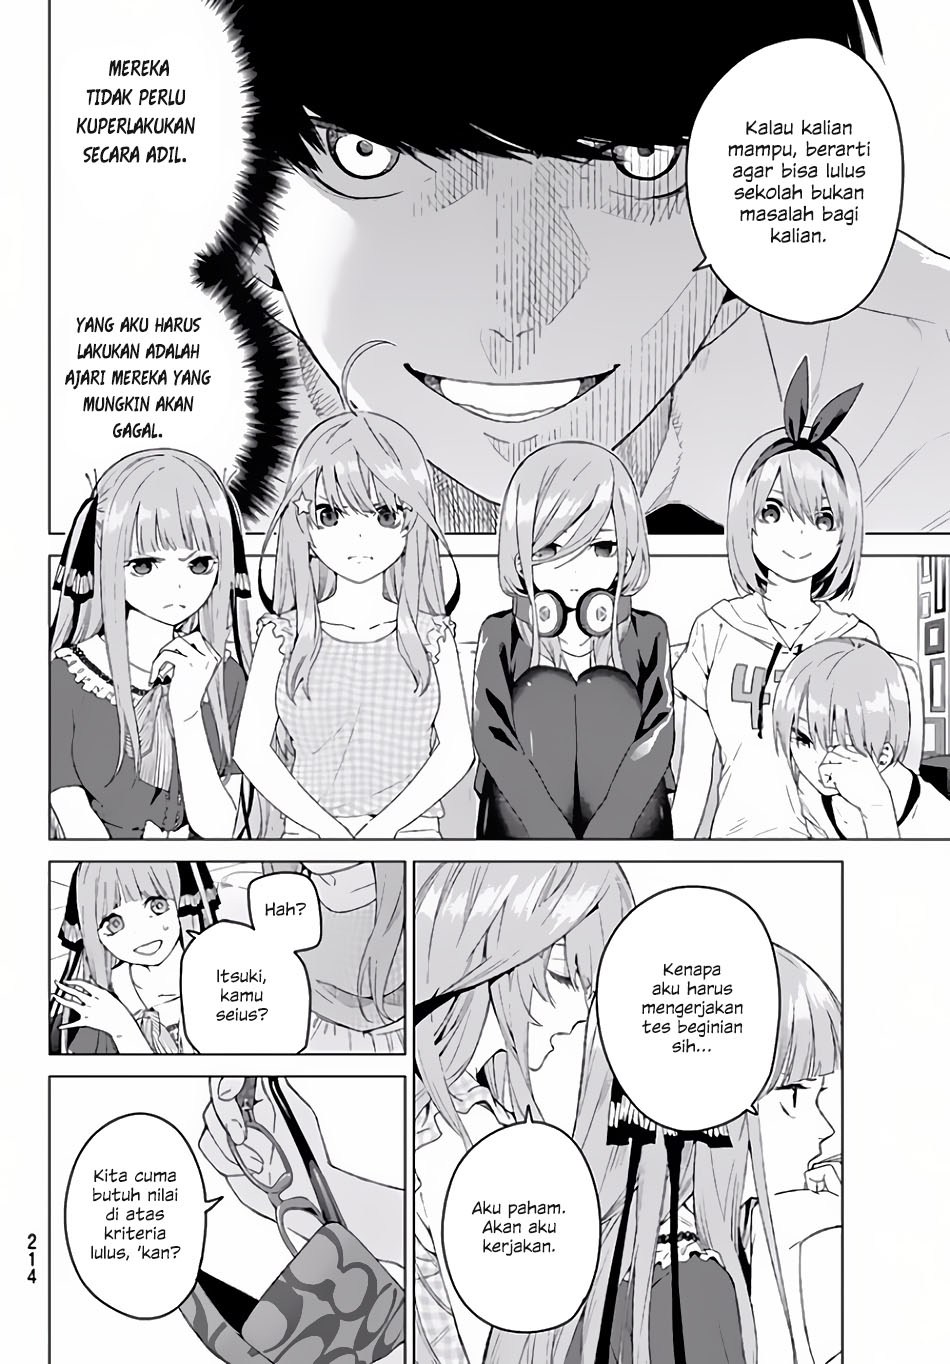 MEREKA
TIDAK PERLU
KUPERLAKUKAN
SECARA ADIL.
Kalau kalian
mampu, berarti
agar bisa lulus
sekolah bukan
masalah bagi
kalian.
YANG AKU HARUS
LAKUKAN ADALAH
AJARI MEREKA YANG
MUNGKIN AKAN
GAGAL.
Hah?
Itsuki,
kamu
seius?
Kenapa
aku harus
mengerjakan
tes beginian
sih...
Kita cuma
butuh nilai
di atas
kriteria
lulus, 'kan?
Aku paham.
Akan aku
kerjakan.
214